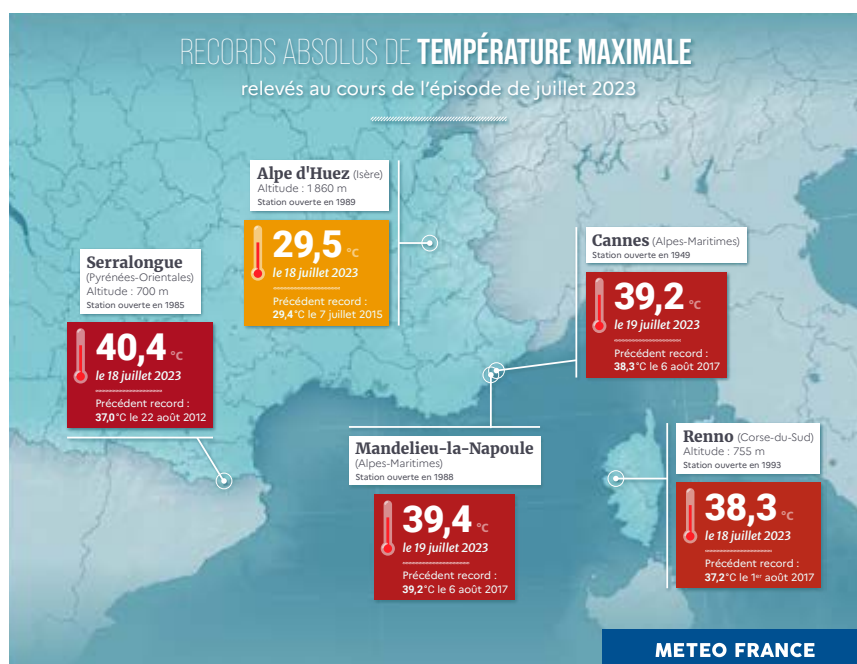 RECORDS ABSOLUS DE TEMPÉRATURE MAXIMALE
relevés au cours de l'épisode de juillet 2023
Alpe d'Huez (Isère)
Altitude : 1 860 m
Station ouverte en 1989
29,5 °C
le 18 juillet 2023
Précédent record :
29,4°C le 7 juillet 2015
Serralongue
(Pyrénées-Orientales)
Altitude : 700 m
Station ouverte en 1985
40,4 °C
le 18 juillet 2023
Précédent record :
37,0°C le 22 août 2012
Cannes (Alpes-Maritimes)
Station ouverte en 1949
39,2 °C
le 19 juillet 2023
Précédent record :
38,3°C le 6 août 2017
Mandelieu-la-Napoule
(Alpes-Maritimes)
Station ouverte en 1988
39,4 °C
le 19 juillet 2023
Précédent record :
39,2°C le 6 août 2017
Renno (Corse-du-Sud)
Altitude : 755 m
Station ouverte en 1993
38,3 °C
le 18 juillet 2023
Précédent record :
37,2°C le 1er août 2017
METEO FRANCE